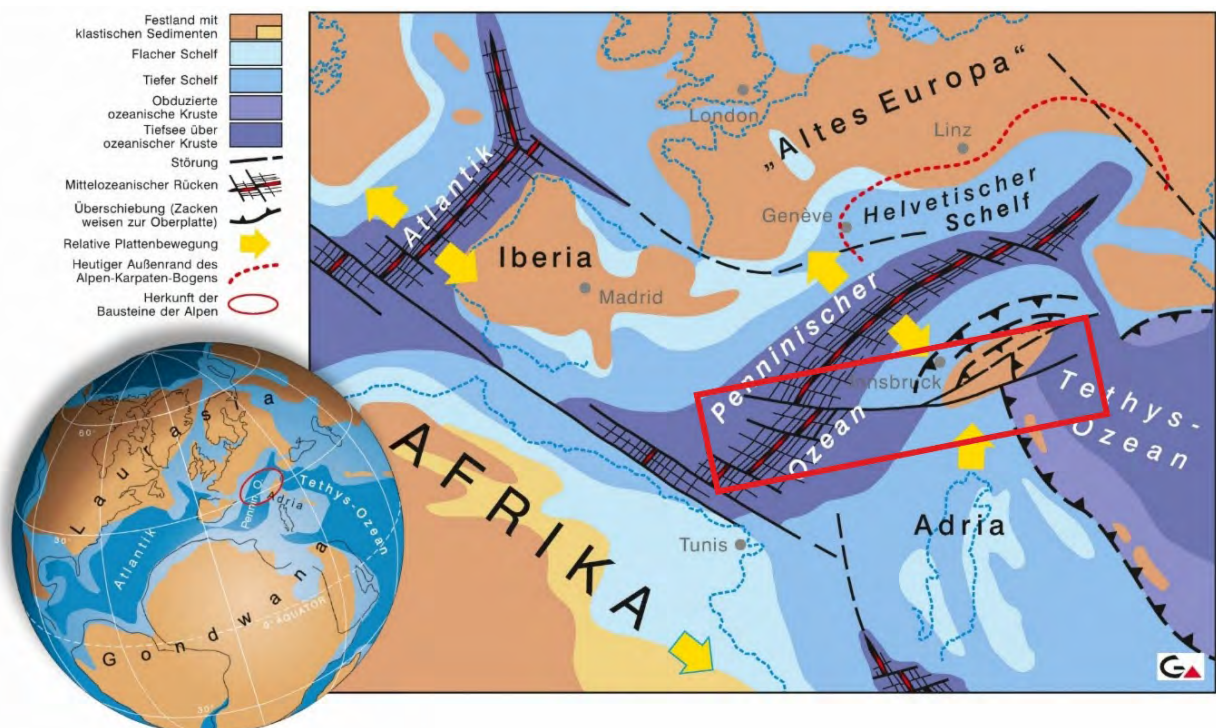 Festland mit
klastischen Sedimenten
Flacher Schelf
Tiefer Schelf
Obduzierte
ozeanische Kruste
Tiefsee über
ozeanischer Kruste
Störung
Mittelozeanischer Rücken
Überschiebung (Zacken
weisen zur Oberplatte)
Relative Plattenbewegung
Heutiger Außenrand des
Alpen-Karpaten-Bogens
Herkunft der
Bausteine der Alpen
London
„Altes Europa“
Linz
Atlantik
Genève
Helvetischer
Schelf
Iberia
Madrid
Penninischer
Ozean
Innsbruck
Tethys-
Ozean
AFRIKA
Tunis
Adria
Laurasia
Tethys-Ozean
Pennin. O.
Adria
Atlantik
Gondwana
0° ÄQUATOR
60°
30°
30°
G